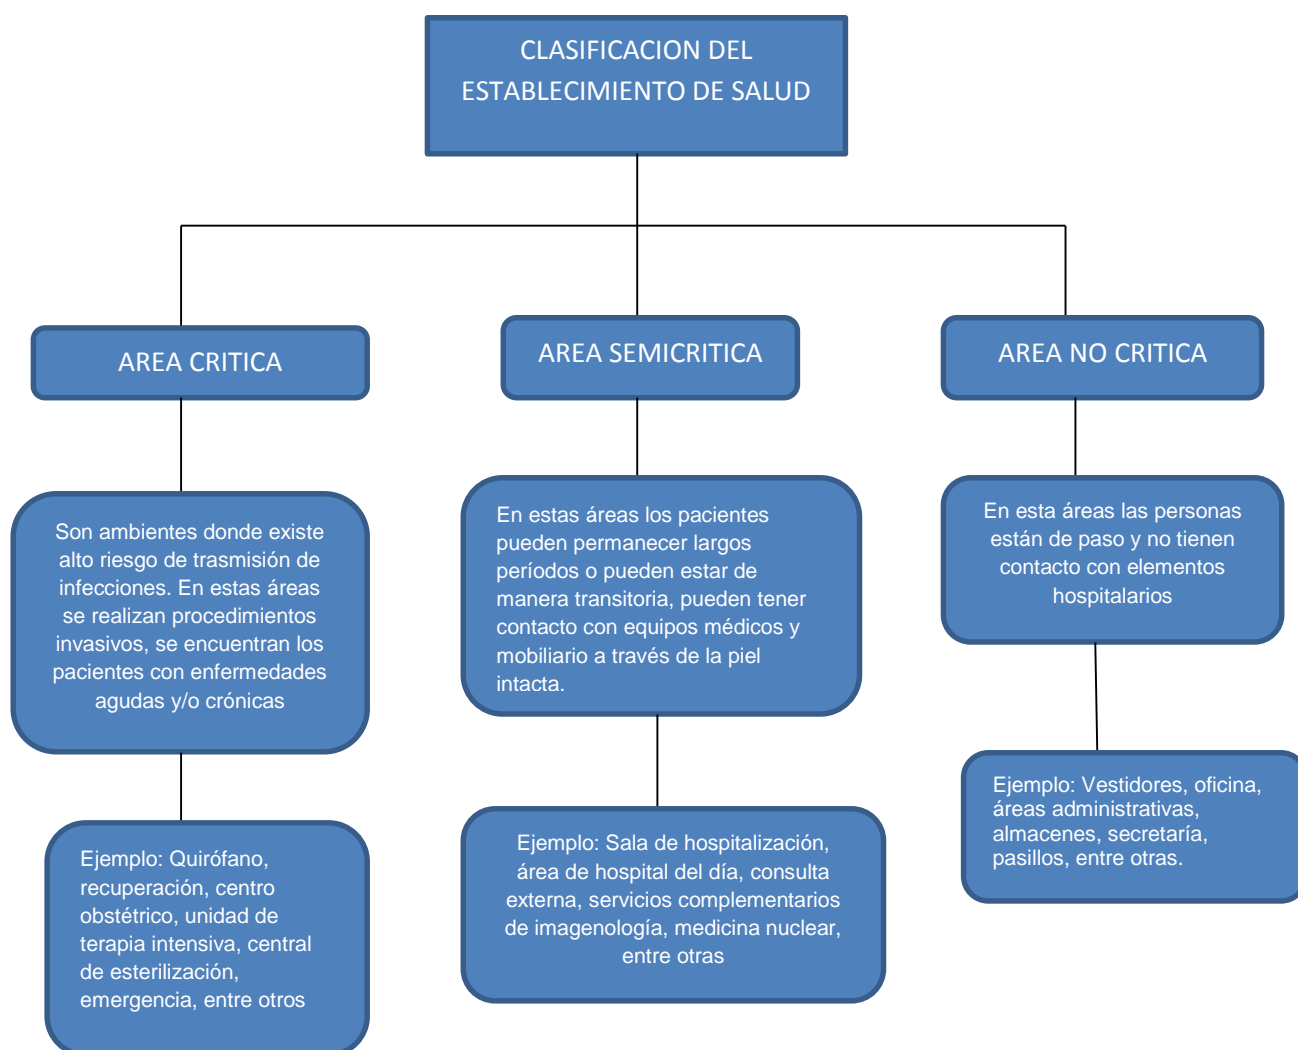 CLASIFICACION DEL
ESTABLECIMIENTO DE SALUD
AREA CRITICA
AREA SEMICRITICA
AREA NO CRITICA
Son ambientes donde existe
alto riesgo de trasmisión de
infecciones. En estas áreas
se realizan procedimientos
invasivos, se encuentran los
pacientes con enfermedades
agudas y/o crónicas
En estas áreas los pacientes
pueden permanecer largos
períodos o pueden estar de
manera transitoria, pueden tener
contacto con equipos médicos y
mobiliario a través de la piel
intacta.
En esta áreas las personas
están de paso y no tienen
contacto con elementos
hospitalarios
Ejemplo: Quirófano,
recuperación, centro
obstétrico, unidad de
terapia intensiva, central
de esterilización,
emergencia, entre otros
Ejemplo: Sala de hospitalización,
área de hospital del día, consulta
externa, servicios complementarios
de imagenología, medicina nuclear,
entre otras
Ejemplo: Vestidores, oficina,
áreas administrativas,
almacenes, secretaría,
pasillos, entre otras.